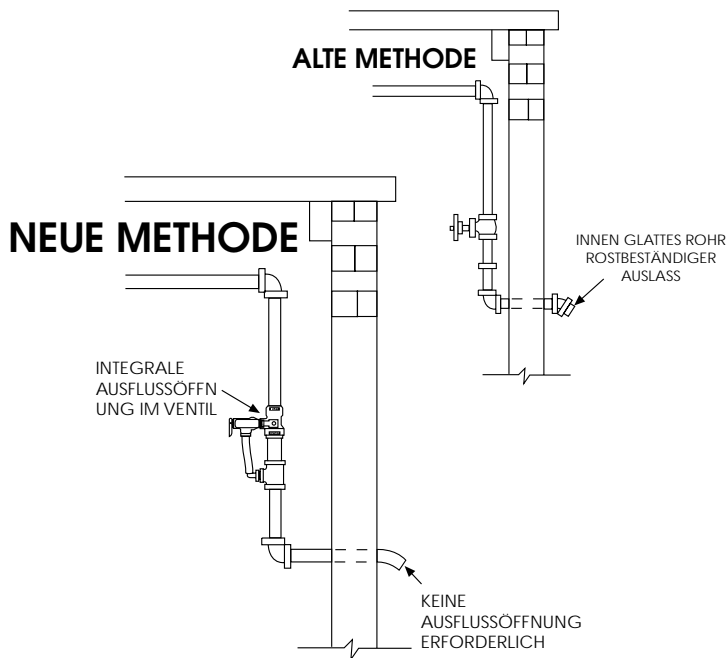 ALTE METHODE
INNEN GLATTES ROHR
ROSTBESTÄNDIGER
AUSLASS
NEUE METHODE
INTEGRALE
AUSFLUSSÖFFN
UNG IM VENTIL
KEINE
AUSFLUSSÖFFNUNG
ERFORDERLICH